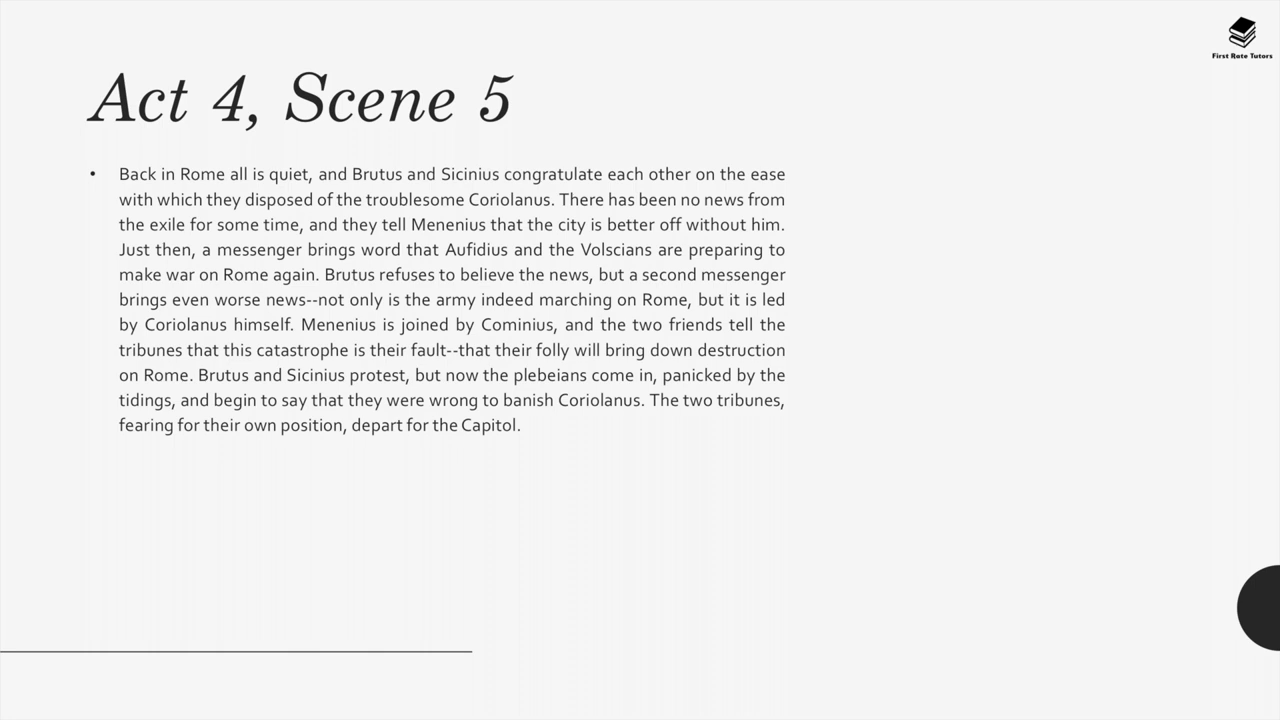 First Rate Tutors
Act 4, Scene 5
• Back in Rome all is quiet, and Brutus and Sicinius congratulate each other on the ease
with which they disposed of the troublesome Coriolanus. There has been no news from
the exile for some time, and they tell Menenius that the city is better off without him.
Just then, a messenger brings word that Aufidius and the Volscians are preparing to
make war on Rome again. Brutus refuses to believe the news, but a second messenger
brings even worse news--not only is the army indeed marching on Rome, but it is led
by Coriolanus himself. Menenius is joined by Cominius, and the two friends tell the
tribunes that this catastrophe is their fault--that their folly will bring down destruction
on Rome. Brutus and Sicinius protest, but now the plebeians come in, panicked by the
tidings, and begin to say that they were wrong to banish Coriolanus. The two tribunes,
fearing for their own position, depart for the Capitol.